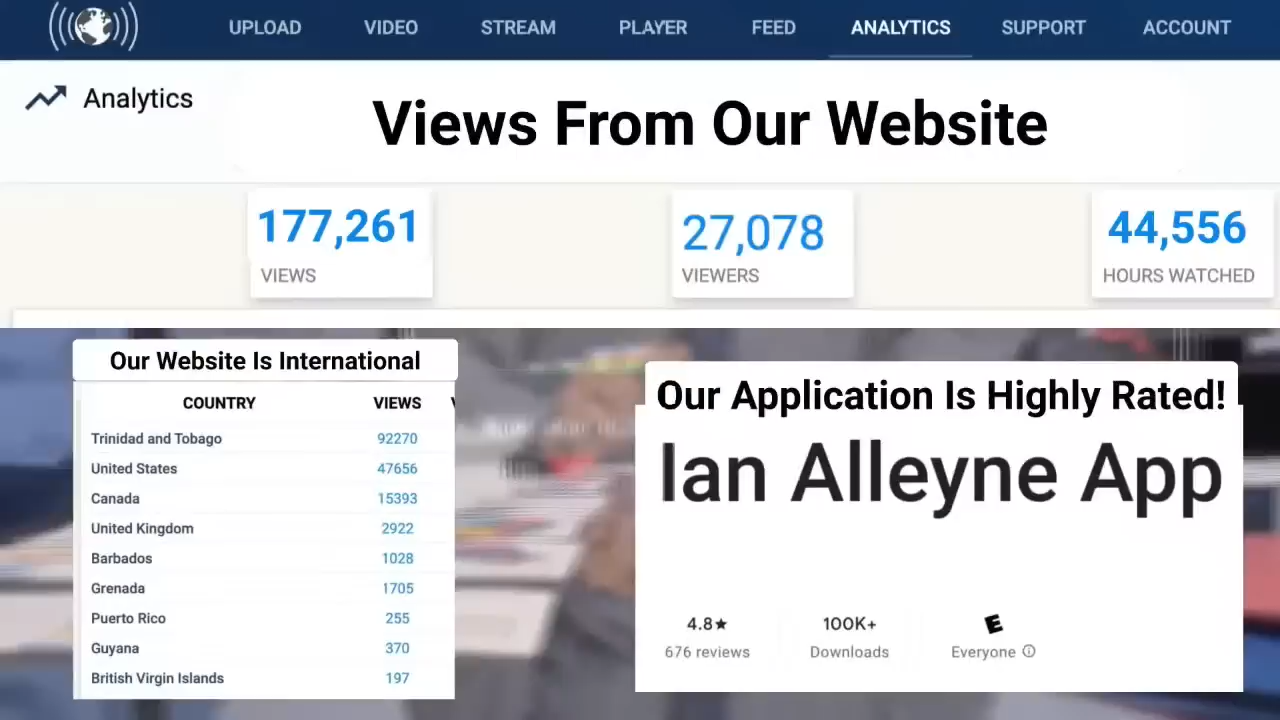 UPLOAD VIDEO STREAM PLAYER FEED ANALYTICS SUPPORT ACCOUNT
Analytics
Views From Our Website
177,261 27,078 44,556
VIEWS VIEWERS HOURS WATCHED
Our Website Is International
COUNTRY VIEWS
Trinidad and Tobago 92270
United States 47656
Canada 15393
United Kingdom 2922
Barbados 1028
Grenada 1705
Puerto Rico 255
Guyana 370
British Virgin Islands 197
Our Application Is Highly Rated!
Ian Alleyne App
4.8★ 100K+ E
676 reviews Downloads Everyone